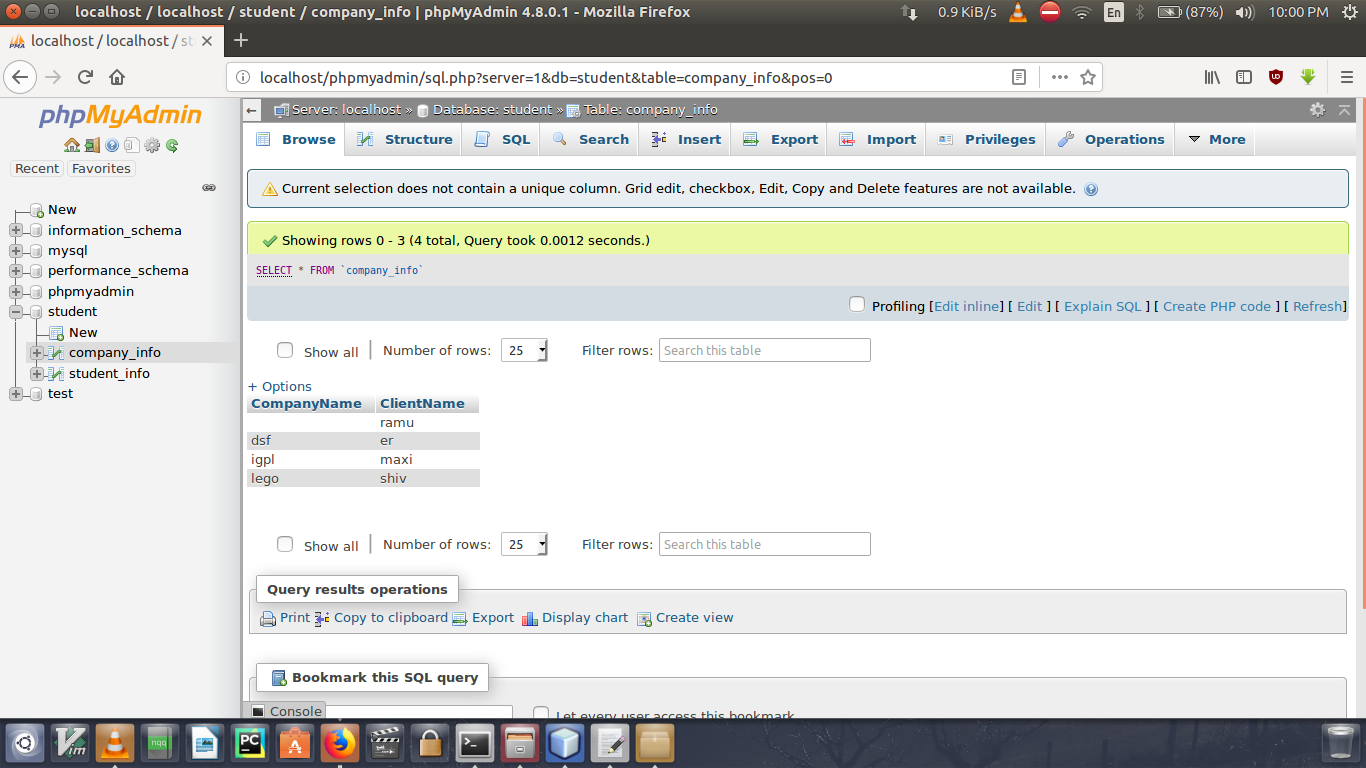 localhost / localhost / student / company_info | phpMyAdmin 4.8.0.1 - Mozilla Firefox
0.9 KiB/s
En
(87%)
10:00 PM
localhost / localhost / st
localhost/phpmyadmin/sql.php?server=1&db=student&table=company_info&pos=0
phpMyAdmin
Recent Favorites
New
information_schema
mysql
performance_schema
phpmyadmin
student
New
company_info
student_info
test
Server: localhost » Database: student » Table: company_info
Browse Structure SQL Search Insert Export Import Privileges Operations More
Current selection does not contain a unique column. Grid edit, checkbox, Edit, Copy and Delete features are not available.
Showing rows 0 - 3 (4 total, Query took 0.0012 seconds.)
SELECT * FROM `company_info`
Profiling [Edit inline] [ Edit ] [ Explain SQL ] [ Create PHP code ] [ Refresh]
Show all | Number of rows: 25 Filter rows: Search this table
+ Options
CompanyName ClientName
ramu
dsf er
igpl maxi
lego shiv
Show all | Number of rows: 25 Filter rows: Search this table
Query results operations
Print Copy to clipboard Export Display chart Create view
Bookmark this SQL query
Console
Let every user access this bookmark
Vim
nqq
PC